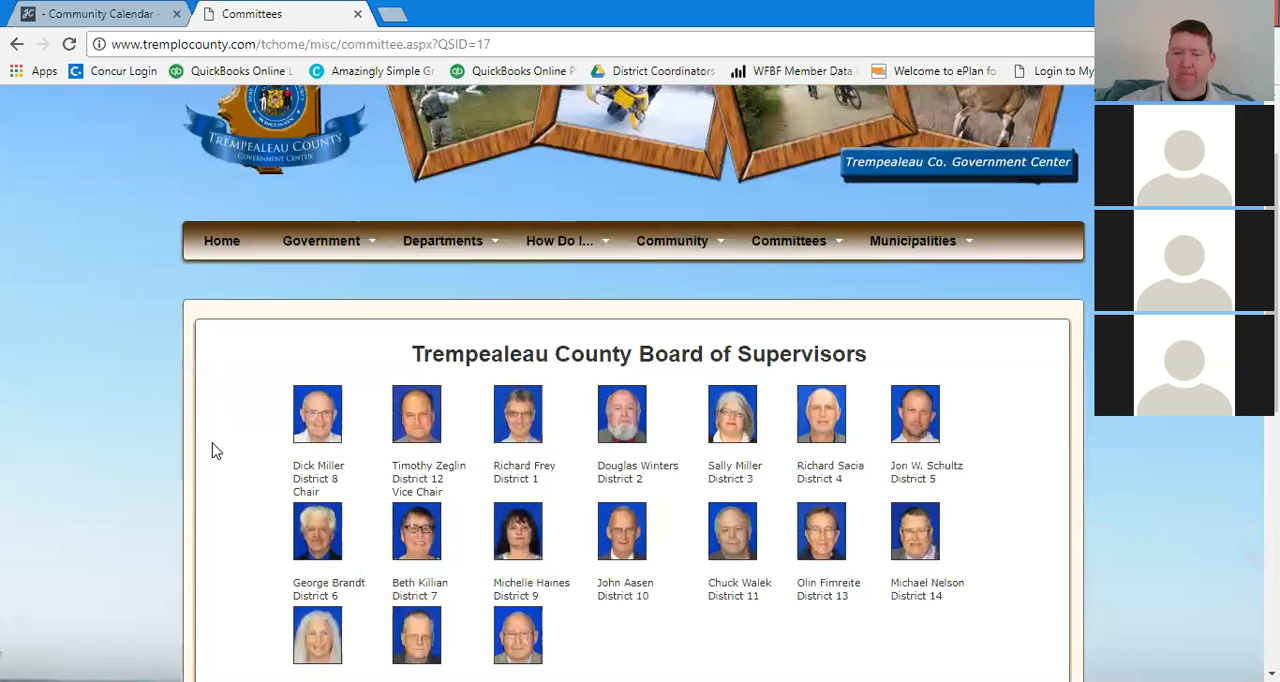 - Community Calendar -
Committees
www.tremplocounty.com/tchome/misc/committee.aspx?QSID=17
Apps Concur Login QuickBooks Online L Amazingly Simple Gr QuickBooks Online P District Coordinators WFBF Member Data Welcome to ePlan fo Login to My
WISCONSIN
TREMPEALEAU COUNTY
GOVERNMENT CENTER
Trempealeau Co. Government Center
Home Government Departments How Do I... Community Committees Municipalities
Trempealeau County Board of Supervisors
Dick Miller
District 8
Chair
Timothy Zeglin
District 12
Vice Chair
Richard Frey
District 1
Douglas Winters
District 2
Sally Miller
District 3
Richard Sacia
District 4
Jon W. Schultz
District 5
George Brandt
District 6
Beth Killian
District 7
Michelle Haines
District 9
John Aasen
District 10
Chuck Walek
District 11
Olin Fimreite
District 13
Michael Nelson
District 14